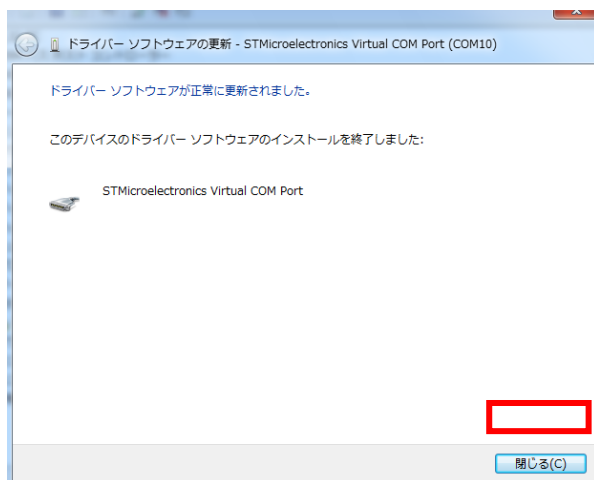 ドライバー ソフトウェアの更新 - STMicroelectronics Virtual COM Port (COM10)
ドライバー ソフトウェアが正常に更新されました。
このデバイスのドライバー ソフトウェアのインストールを終了しました:
STMicroelectronics Virtual COM Port
閉じる(C)